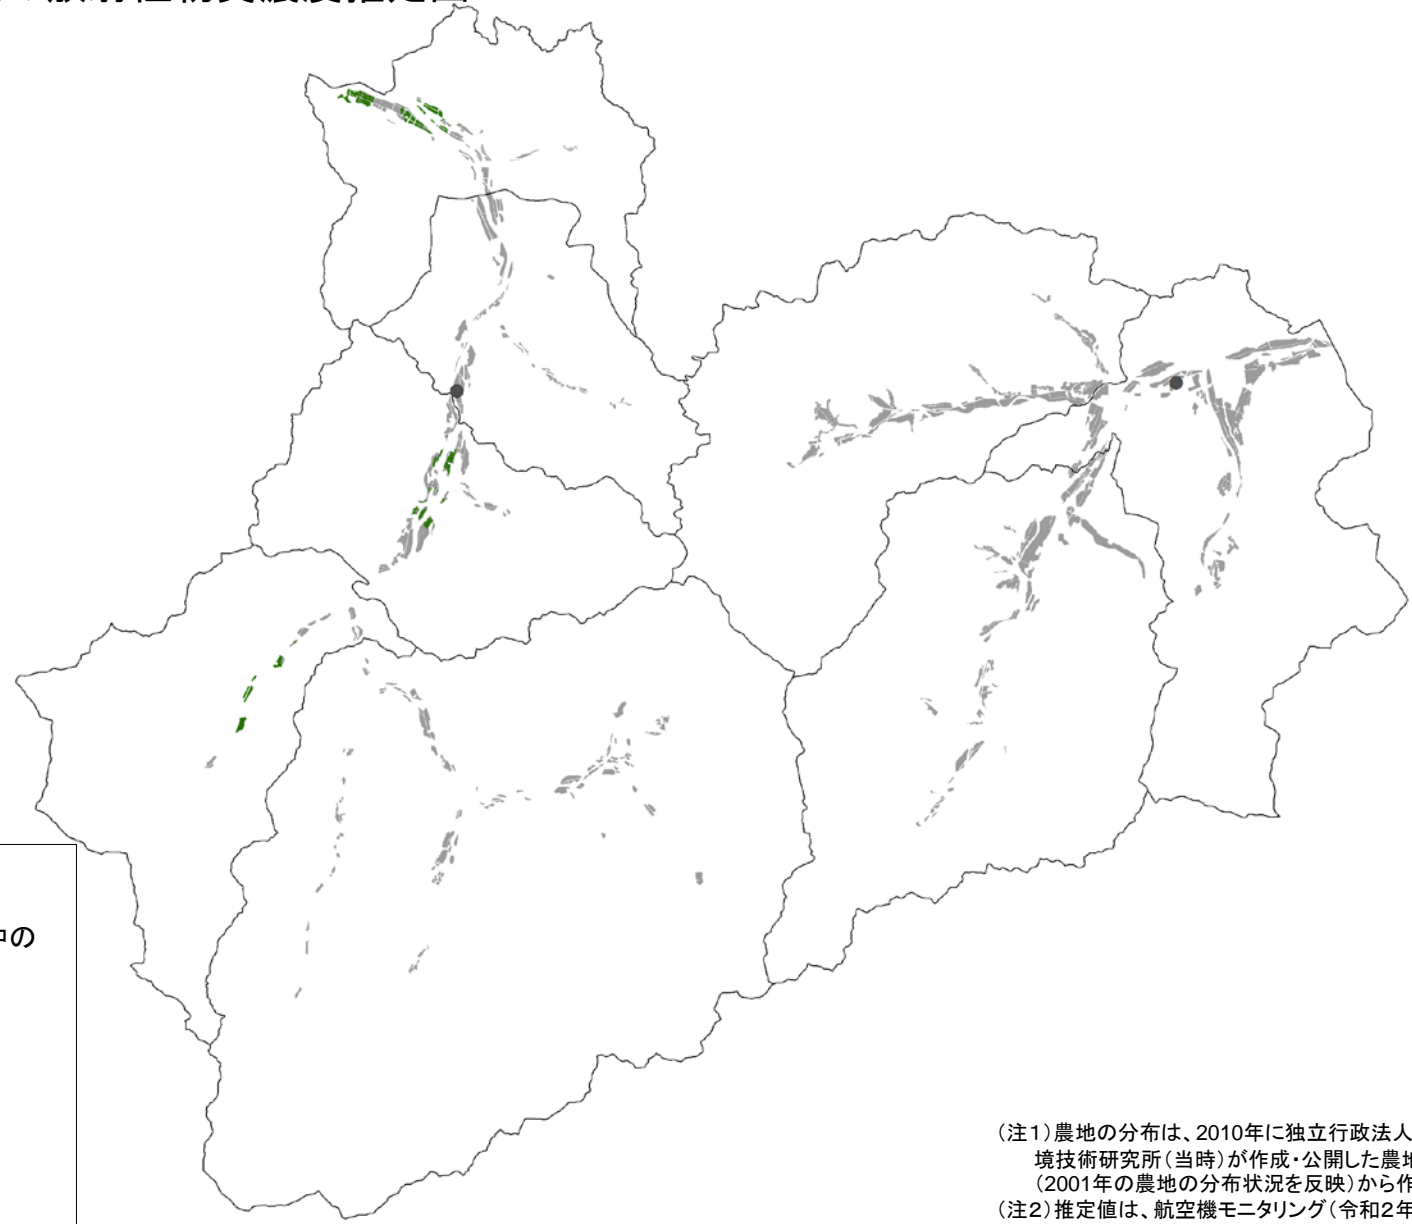 中の
（注1）農地の分布は、2010年に独立行政法人
境技術研究所（当時）が作成・公開した農地
（2001年の農地の分布状況を反映）から作
（注2）推定値は、航空機モニタリング（令和2年